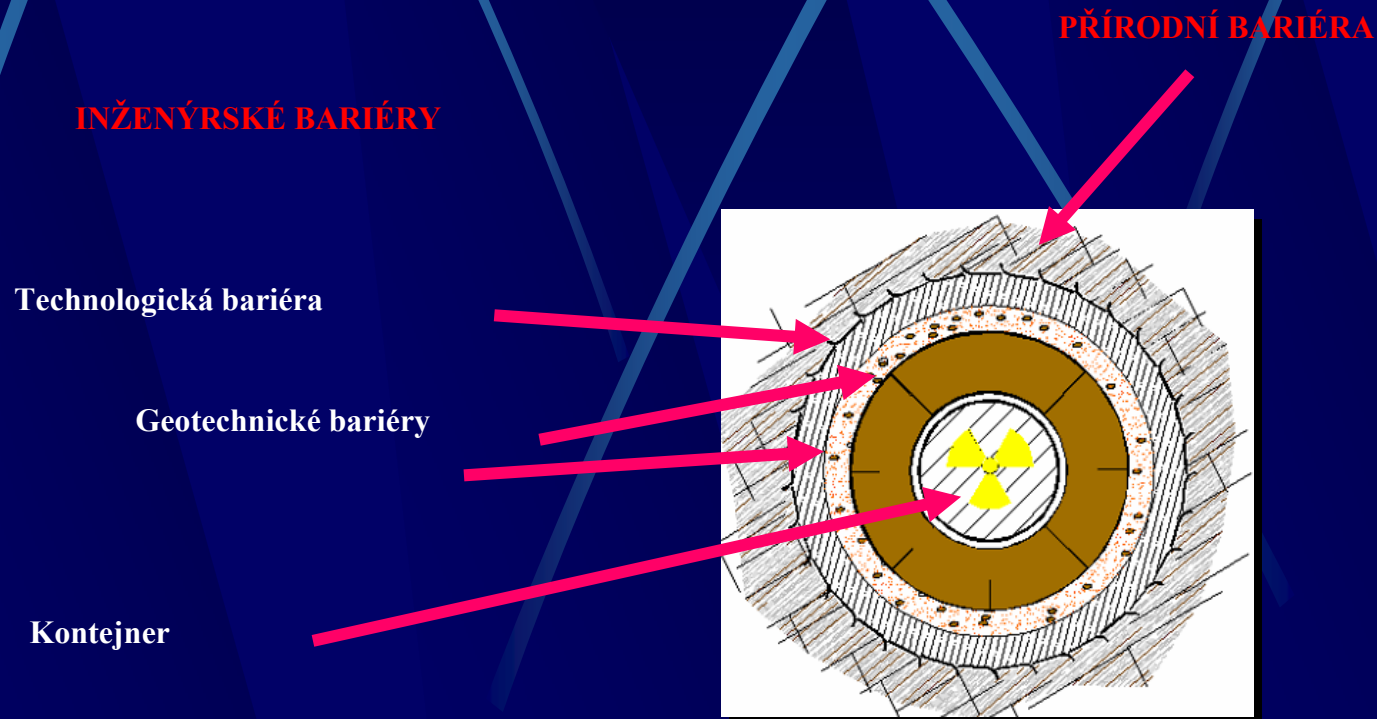 PŘÍRODNÍ BARIÉRA
INŽENÝRSKÉ BARIÉRY
Technologická bariéra
Geotechnické bariéry
Kontejner